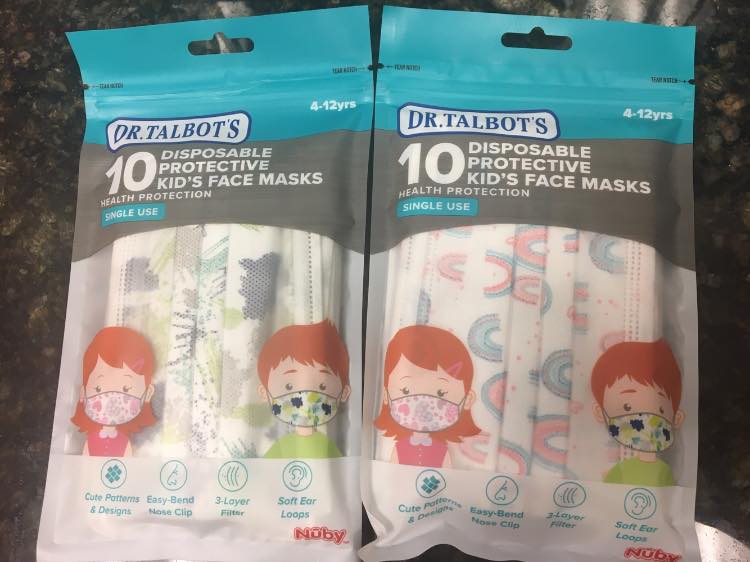 TEAR NOTCH
TEAR NOTCH
4-12yrs
DR. TALBOT'S
10 DISPOSABLE
PROTECTIVE
KID'S FACE MASKS
HEALTH PROTECTION
SINGLE USE
Cute Patterns
& Designs
Easy-Bend
Nose Clip
3-Layer
Filter
Soft Ear
Loops
Nûby
TEAR NOTCH
TEAR NOTCH
4-12yrs
DR. TALBOT'S
10 DISPOSABLE
PROTECTIVE
KID'S FACE MASKS
HEALTH PROTECTION
SINGLE USE
Cute Patterns
& Designs
Easy-Bend
Nose Clip
3-Layer
Filter
Soft Ear
Loops
Nûby